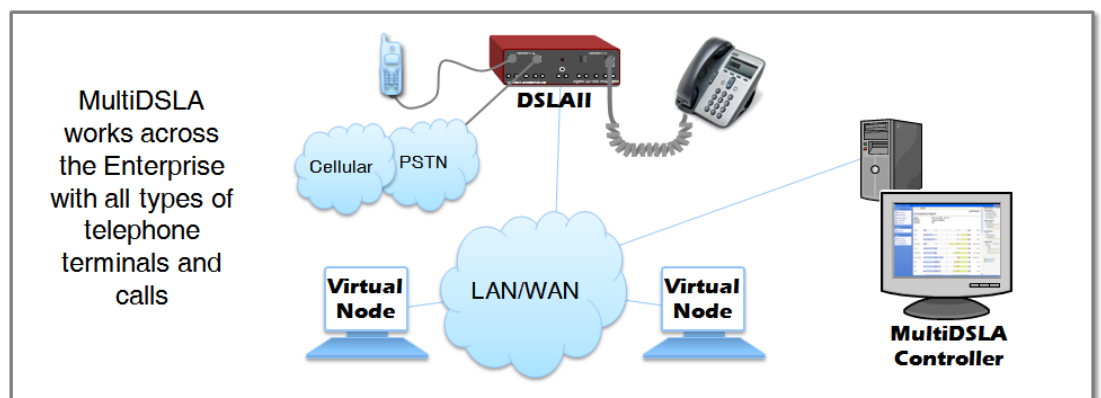 MultiDSLA
works across
the Enterprise
with all types of
telephone
terminals and
calls
DSLAII
Cellular
PSTN
LAN/WAN
Virtual
Node
Virtual
Node
MultiDSLA
Controller